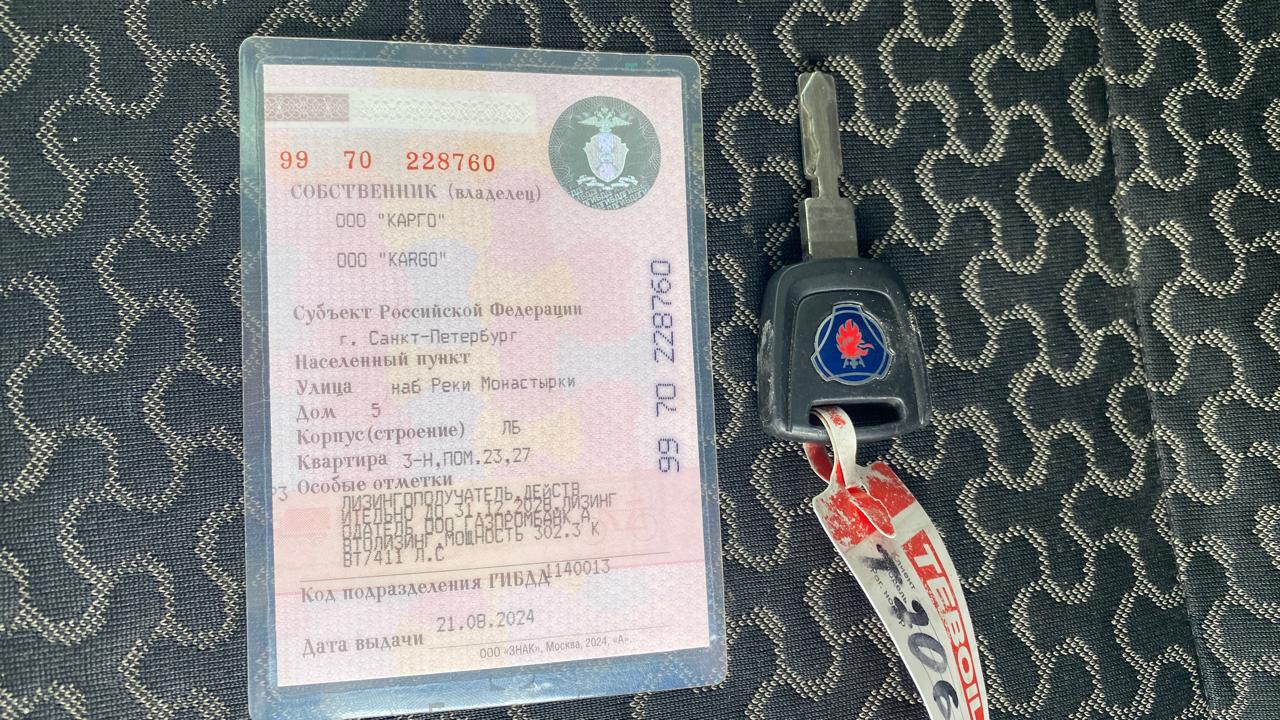 99 70 228760
СОБСТВЕННИК (владелец)
ООО "КАРГО"
ООО "KARGO"
Субъект Российской Федерации
г. Санкт-Петербург
Населенный пункт
Улица наб Реки Монастырки
Дом 5
Корпус(строение) ЛБ
Квартира 3-Н,ПОМ.23,27
Особые отметки
ЛИЗИНГОПОЛУЧАТЕЛЬ,ДЕЙСТВ
ИТЕЛЬНО ДО 31.12.2028,ЛИЗИНГ
ОДАТЕЛЬ ООО ГАЗПРОМБАНК А
ВТОЛИЗИНГ,МОЩНОСТЬ 302.3 К
ВТ/411 Л.С
Код подразделения ГИБДД 1140013
Дата выдачи 21.08.2024
ООО «ЗНАК», Москва, 2024, «А».
99 70 228760
TEBOIL
306